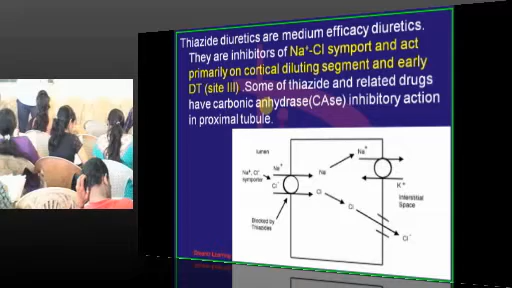 Thiazide diuretics are medium efficacy diuretics.
They are inhibitors of Na⁺-Cl symport and act
primarily on cortical diluting segment and early
DT (site III) .Some of thiazide and related drugs
have carbonic anhydrase(CAse) inhibitory action
in proximal tubule.
Lumen
Na⁺
Na⁺
Na⁺, Cl⁻
symporter
Na
Cl⁻
Cl
K⁺
Interstitial
Space
Cl
Blocked by
Thiazides
Cl⁻